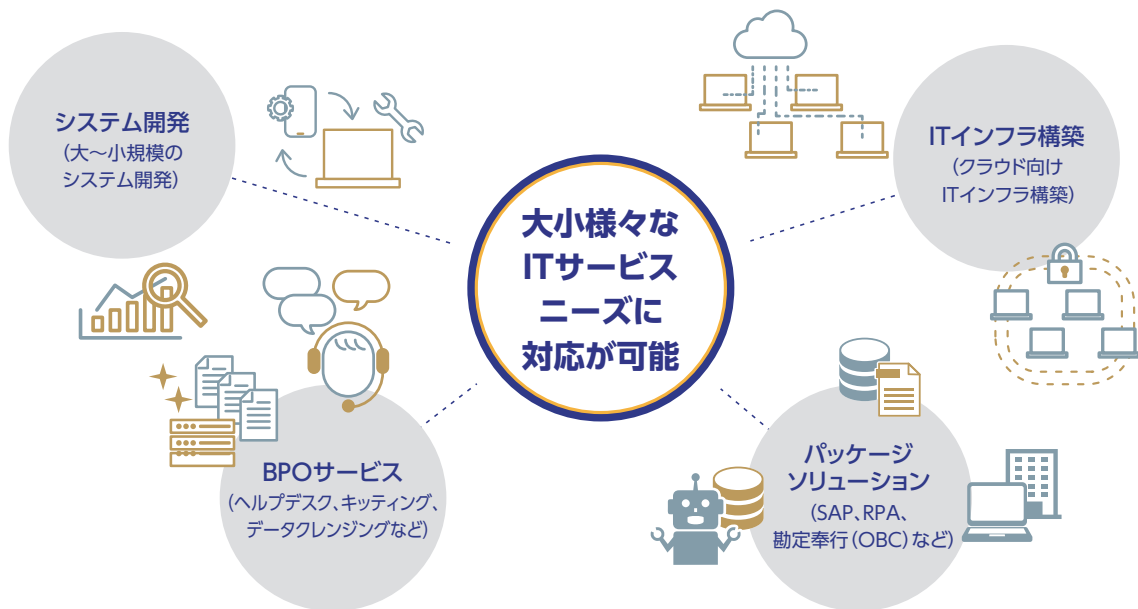 システム開発
(大〜小規模の
システム開発)
ITインフラ構築
(クラウド向け
ITインフラ構築)
大小様々な
ITサービス
ニーズに
対応が可能
BPOサービス
(ヘルプデスク、キッティング、
データクレンジングなど)
パッケージ
ソリューション
(SAP、RPA、
勘定奉行(OBC)など)